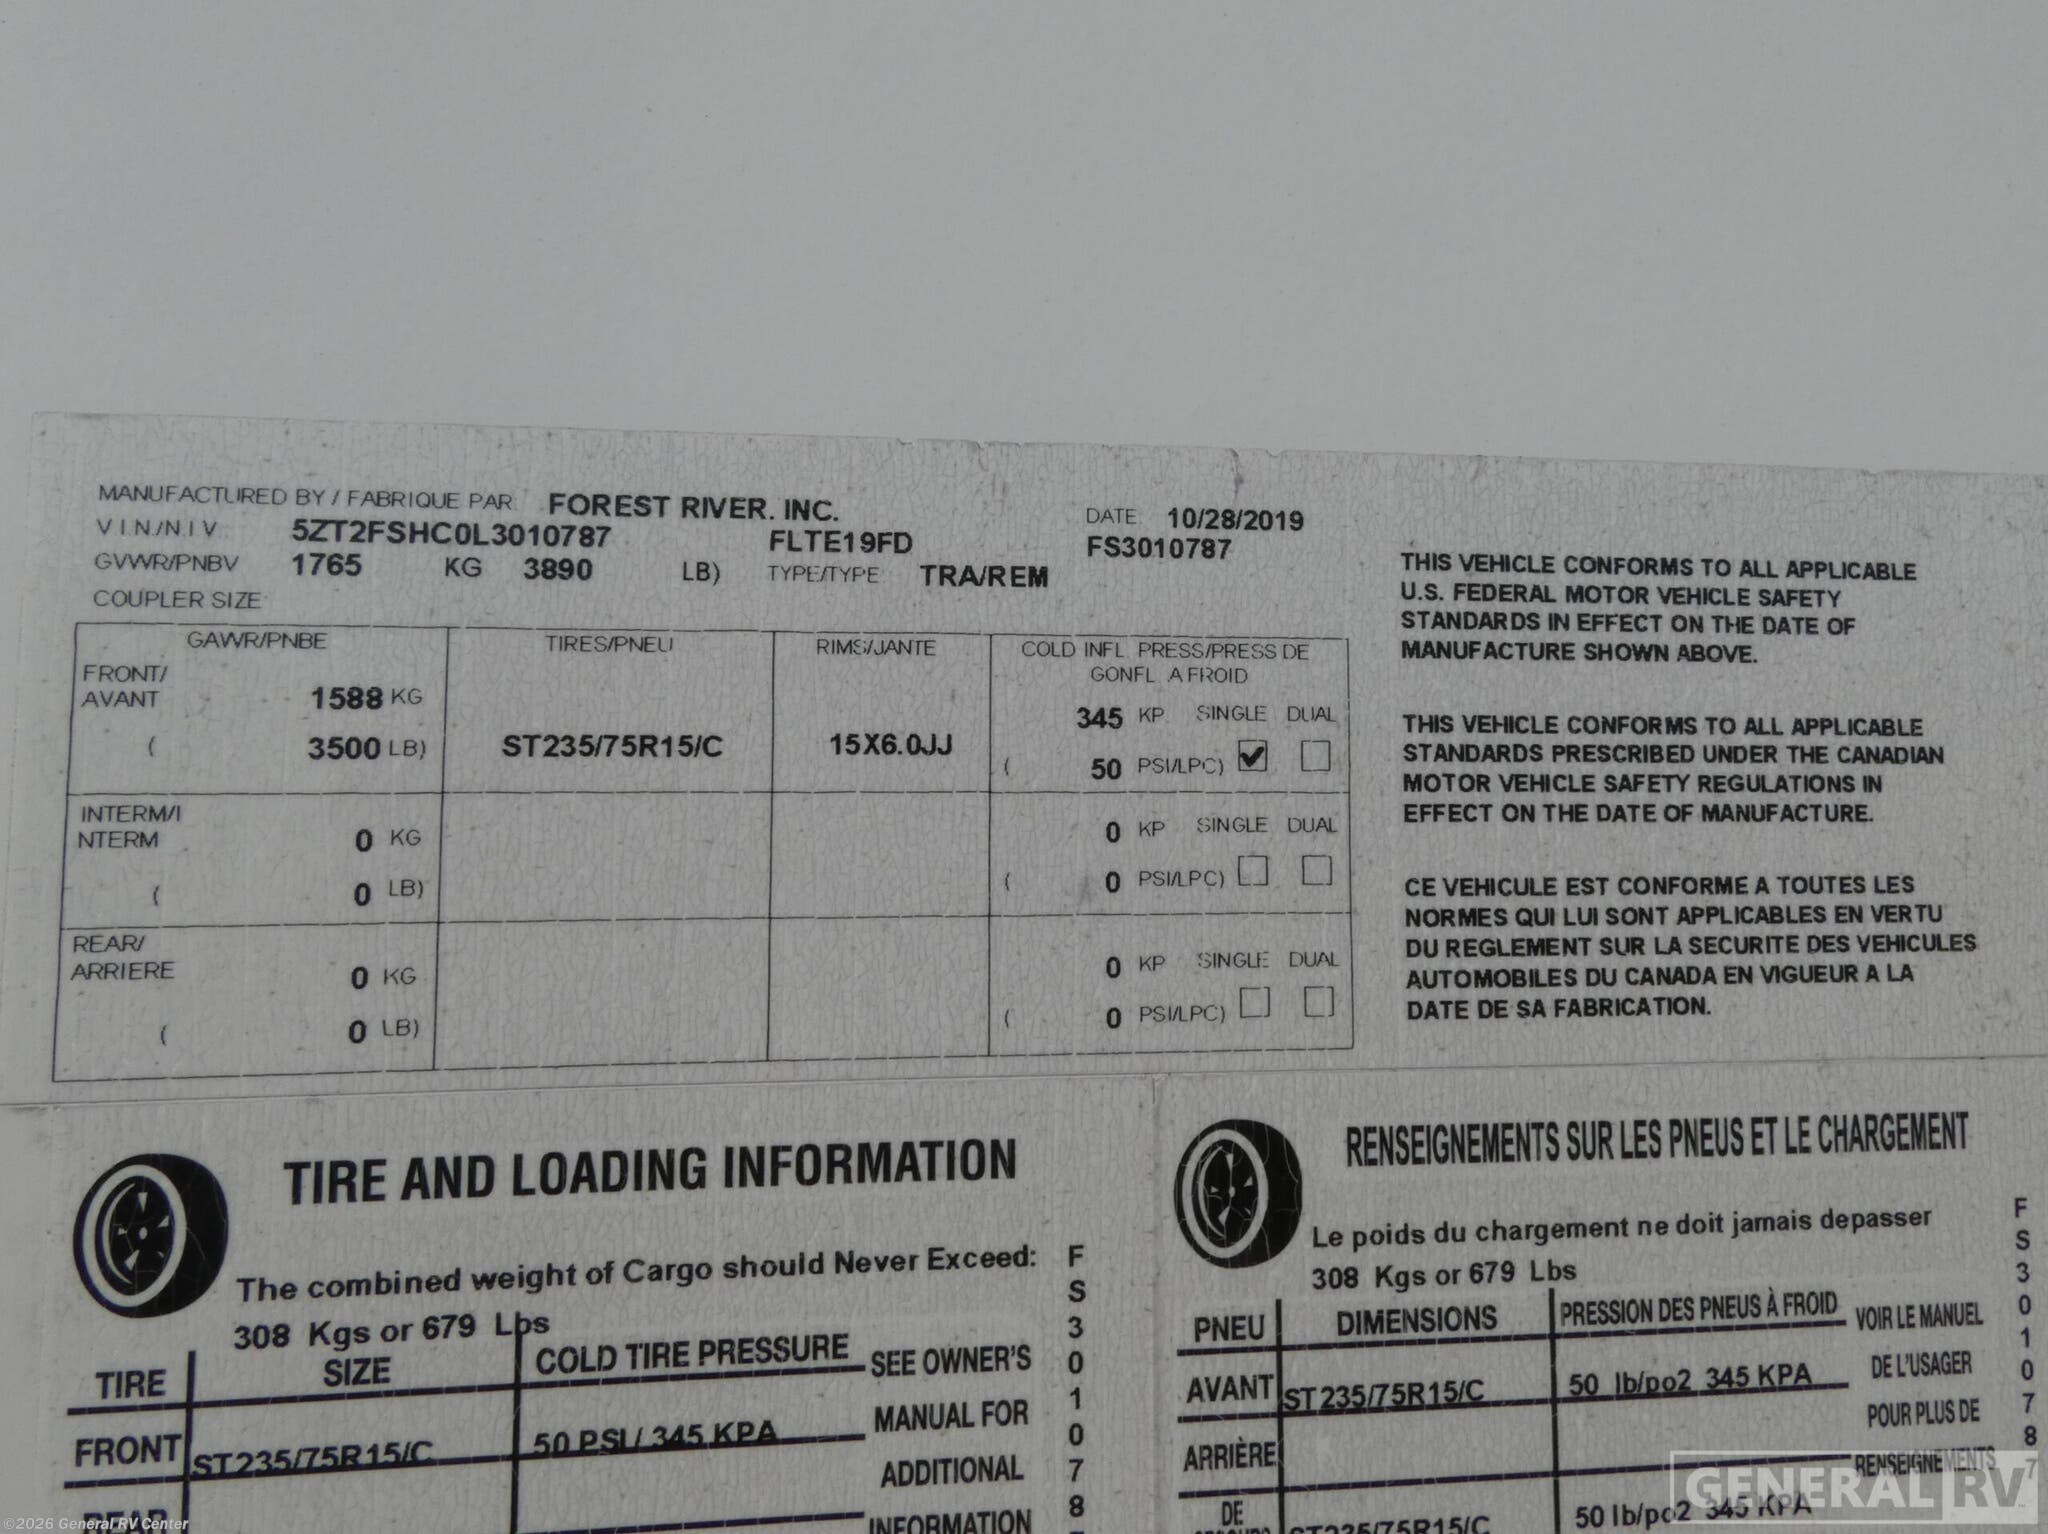 MANUFACTURED BY / FABRIQUE PAR FOREST RIVER, INC.
DATE 10/28/2019
V I N./N I V 5ZT2FSHC0L3010787 FLTE19FD FS3010787
GVWR/PNBV 1765 KG 3890 LB) TYPE/TYPE TRA/REM
COUPLER SIZE
GAWR/PNBE TIRES/PNEU RIMS/JANTE COLD INFL. PRESS/PRESS DE
GONFL. A FROID
FRONT/
AVANT 1588 KG 345 KP SINGLE DUAL
( 3500 LB) ST235/75R15/C 15X6.0JJ ( 50 PSI/LPC)
INTERM/I
NTERM 0 KG 0 KP SINGLE DUAL
( 0 LB) ( 0 PSI/LPC)
REAR/
ARRIERE 0 KG 0 KP SINGLE DUAL
( 0 LB) ( 0 PSI/LPC)
THIS VEHICLE CONFORMS TO ALL APPLICABLE
U.S. FEDERAL MOTOR VEHICLE SAFETY
STANDARDS IN EFFECT ON THE DATE OF
MANUFACTURE SHOWN ABOVE.
THIS VEHICLE CONFORMS TO ALL APPLICABLE
STANDARDS PRESCRIBED UNDER THE CANADIAN
MOTOR VEHICLE SAFETY REGULATIONS IN
EFFECT ON THE DATE OF MANUFACTURE.
CE VEHICULE EST CONFORME A TOUTES LES
NORMES QUI LUI SONT APPLICABLES EN VERTU
DU REGLEMENT SUR LA SECURITE DES VEHICULES
AUTOMOBILES DU CANADA EN VIGUEUR A LA
DATE DE SA FABRICATION.
TIRE AND LOADING INFORMATION
The combined weight of Cargo should Never Exceed:
308 Kgs or 679 Lbs
TIRE SIZE COLD TIRE PRESSURE
FRONT ST235/75R15/C 50 PSI/ 345 KPA
REAR
SEE OWNER'S
MANUAL FOR
ADDITIONAL
INFORMATION
FS301078
RENSEIGNEMENTS SUR LES PNEUS ET LE CHARGEMENT
Le poids du chargement ne doit jamais depasser
308 Kgs or 679 Lbs
PNEU DIMENSIONS PRESSION DES PNEUS À FROID
AVANT ST235/75R15/C 50 lb/po2 345 KPA
ARRIÈRE
DE ST235/75R15/C 50 lb/po2 345 KPA
VOIR LE MANUEL
DE L'USAGER
POUR PLUS DE
RENSEIGNEMENTS
FS3010787
GENERAL RV
©2026 General RV Center